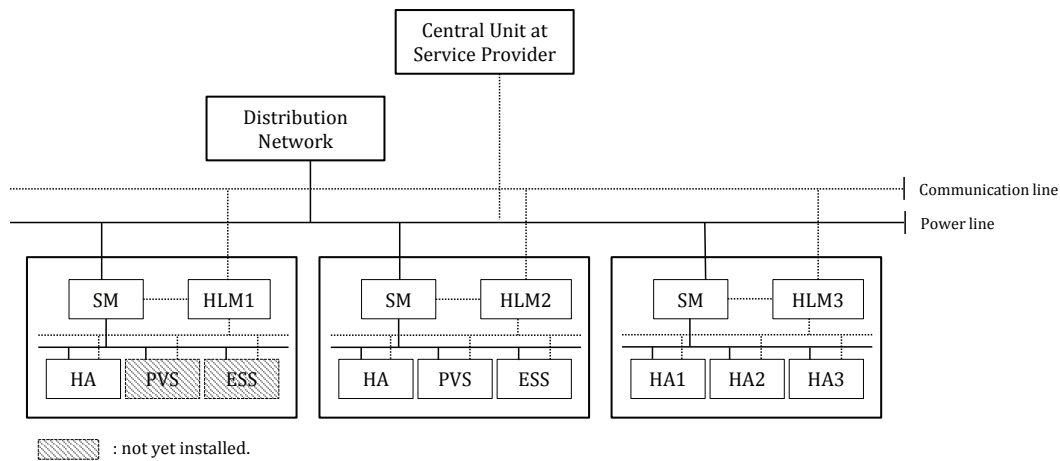 Central Unit at
Service Provider
Distribution
Network
Communication line
Power line
SM
HLM1
SM
HLM2
SM
HLM3
HA
PVS
ESS
HA
PVS
ESS
HA1
HA2
HA3
: not yet installed.